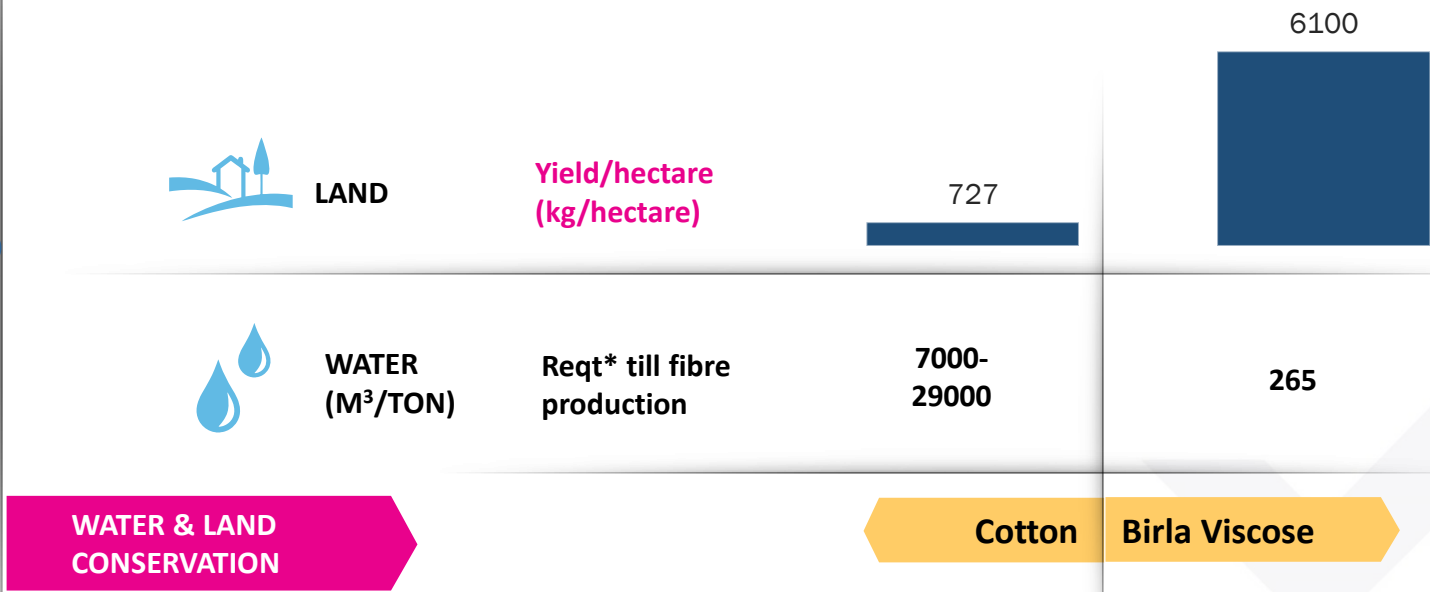 6100
LAND
Yield/hectare
(kg/hectare)
727
WATER
(M³/TON)
Reqt* till fibre
production
7000-
29000
265
WATER & LAND
CONSERVATION
Cotton
Birla Viscose